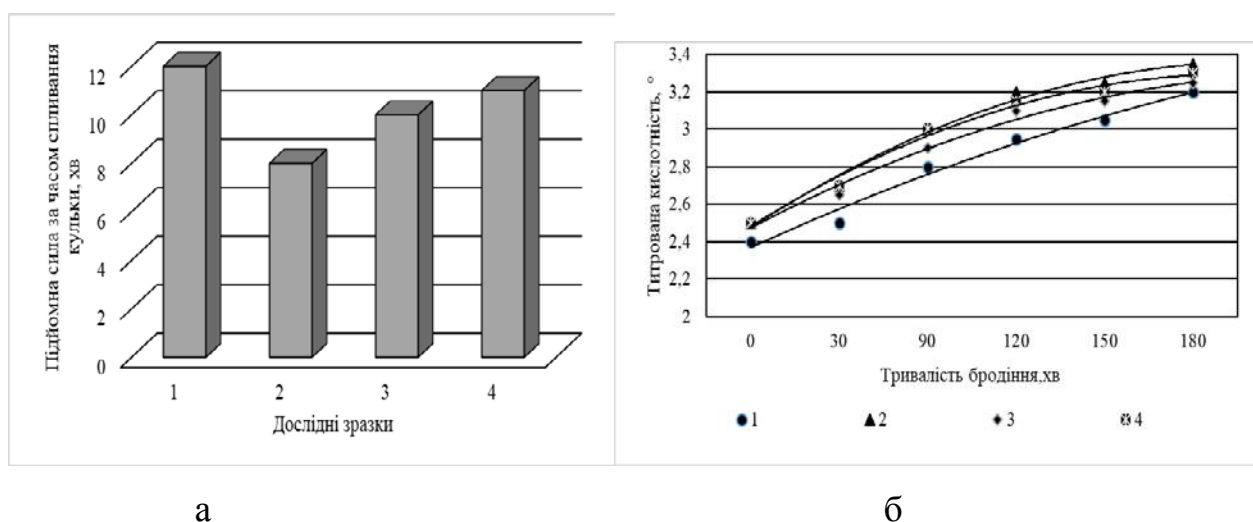 Підйомна сила за часом спливання
кульки, хв
12
10
8
6
4
2
0
1 2 3 4
Дослідні зразки
Титрована кислотність, °
3,4
3,2
3
2,8
2,6
2,4
2,2
2
0 30 90 120 150 180
Тривалість бродіння,хв
1 2 3 4
а б